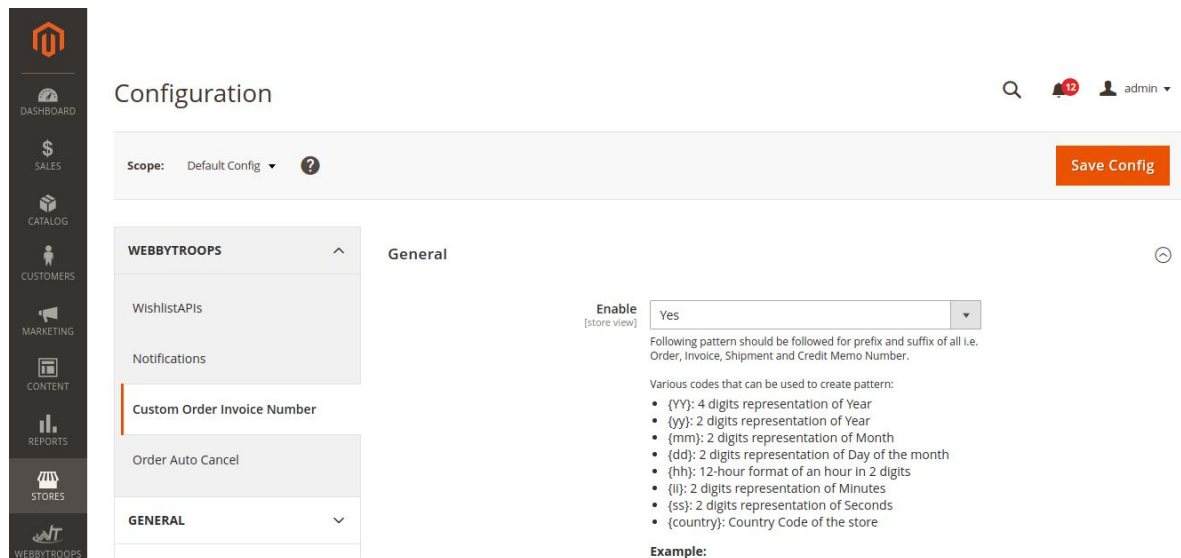 DASHBOARD
SALES
CATALOG
CUSTOMERS
MARKETING
CONTENT
REPORTS
STORES
WEBBYTROOPS
Configuration
12
admin
Scope: Default Config ?
Save Config
WEBBYTROOPS
WishlistAPIs
Notifications
Custom Order Invoice Number
Order Auto Cancel
GENERAL
General
Enable
[store view]
Yes
Following pattern should be followed for prefix and suffix of all i.e.
Order, Invoice, Shipment and Credit Memo Number.
Various codes that can be used to create pattern:
• {YY}: 4 digits representation of Year
• {yy}: 2 digits representation of Year
• {mm}: 2 digits representation of Month
• {dd}: 2 digits representation of Day of the month
• {hh}: 12-hour format of an hour in 2 digits
• {ii}: 2 digits representation of Minutes
• {ss}: 2 digits representation of Seconds
• {country}: Country Code of the store
Example: